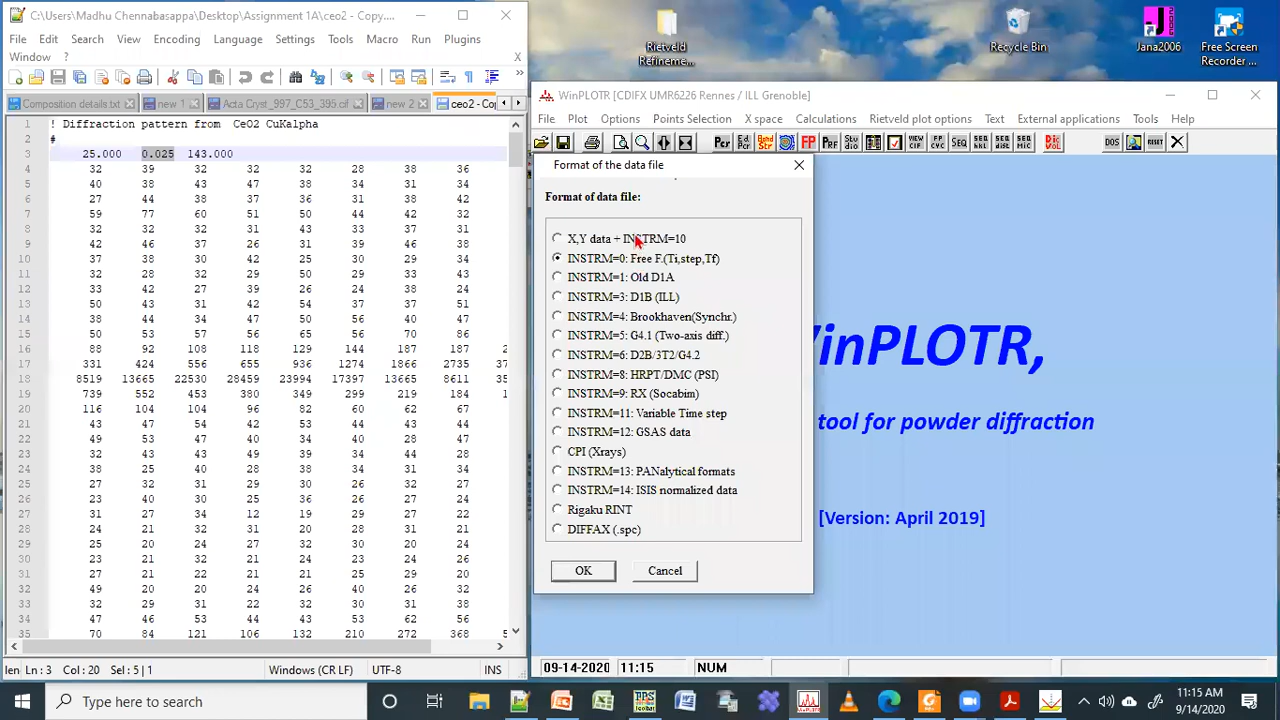 C:\Users\Madhu Chennabasappa\Desktop\Assignment 1A\ceo2 - Copy....
File Edit Search View Encoding Language Settings Tools Macro Run Plugins
Window ? X
Composition details.txt new 1 Acta Cryst_997_C53_395.cif new 2 ceo2 - Cop
1 ! Diffraction pattern from CeO2 CuKalpha
2 #
3 25.000 0.025 143.000
4 32 39 32 32 32 28 38 36
5 40 38 43 47 38 34 31 34
6 27 44 38 37 36 31 38 42
7 59 77 60 51 50 44 42 32
8 32 32 32 31 43 39 46 38
9 42 46 37 26 31 39 37 36
10 37 38 30 42 25 30 29 34
11 32 28 32 29 50 29 33 43
12 33 42 27 39 26 24 38 24
13 50 43 31 42 54 37 37 51
14 38 44 34 47 50 56 40 47
15 50 53 57 56 65 56 70 86
16 88 92 108 118 129 144 187 187 2
17 331 424 556 655 936 1274 1866 2735 37
18 8519 13665 22530 28459 23994 17397 13665 8611 35
19 739 552 453 380 349 299 219 184 1
20 116 104 104 96 82 60 62 67
21 43 47 54 42 53 44 43 44
22 49 53 47 40 34 40 28 47
23 32 43 43 49 39 34 44 28
24 38 25 40 28 38 34 31 34
25 32 27 29 30 27 26 32 27
26 23 40 30 25 36 26 27 24
27 31 27 34 12 19 29 27 24
28 24 21 32 31 20 28 31 21
29 25 20 24 27 32 21 20 24
30 23 21 32 21 24 23 24 26
31 27 21 22 21 21 25 29 20
32 49 20 20 24 26 40 26 32
33 32 29 31 22 32 30 31 38
34 47 46 53 44 43 53 62 56
35 70 84 121 106 132 210 272 368 5
len Ln : 3 Col : 20 Sel : 5 | 1 Windows (CR LF) UTF-8 INS
Rietveld
Refineme...
Recycle Bin
Jana2006
Free Screen
Recorder ...
WinPLOTR [CDIFX UMR6226 Rennes / ILL Grenoble]
File Plot Options Points Selection X space Calculations Rietveld plot options Text External applications Tools Help
Format of the data file
Format of data file:
X,Y data + INSTRM=10
INSTRM=0: Free F.(Ti,step,Tf)
INSTRM=1: Old D1A
INSTRM=3: D1B (ILL)
INSTRM=4: Brookhaven(Synchr.)
INSTRM=5: G4.1 (Two-axis diff.)
INSTRM=6: D2B/3T2/G4.2
INSTRM=8: HRPT/DMC (PSI)
INSTRM=9: RX (Socabim)
INSTRM=11: Variable Time step
INSTRM=12: GSAS data
CPI (Xrays)
INSTRM=13: PANalytical formats
INSTRM=14: ISIS normalized data
Rigaku RINT
DIFFAX (.spc)
OK Cancel
inPLOTR,
tool for powder diffraction
[Version: April 2019]
09-14-2020 11:15 NUM
Type here to search
11:15 AM
9/14/2020